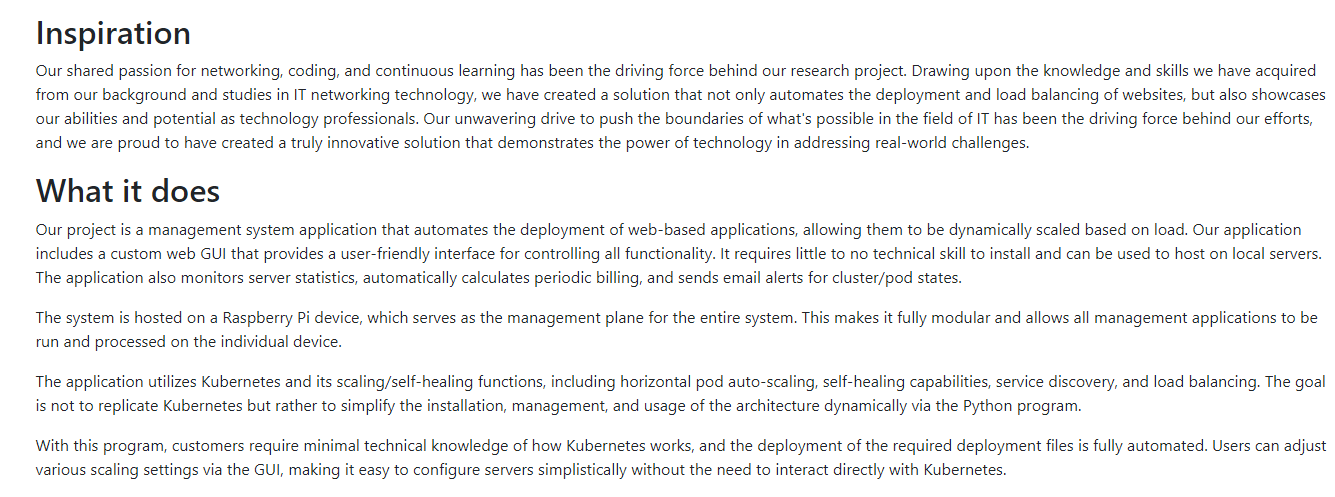 Inspiration
Our shared passion for networking, coding, and continuous learning has been the driving force behind our research project. Drawing upon the knowledge and skills we have acquired
from our background and studies in IT networking technology, we have created a solution that not only automates the deployment and load balancing of websites, but also showcases
our abilities and potential as technology professionals. Our unwavering drive to push the boundaries of what's possible in the field of IT has been the driving force behind our efforts,
and we are proud to have created a truly innovative solution that demonstrates the power of technology in addressing real-world challenges.
What it does
Our project is a management system application that automates the deployment of web-based applications, allowing them to be dynamically scaled based on load. Our application
includes a custom web GUI that provides a user-friendly interface for controlling all functionality. It requires little to no technical skill to install and can be used to host on local servers.
The application also monitors server statistics, automatically calculates periodic billing, and sends email alerts for cluster/pod states.
The system is hosted on a Raspberry Pi device, which serves as the management plane for the entire system. This makes it fully modular and allows all management applications to be
run and processed on the individual device.
The application utilizes Kubernetes and its scaling/self-healing functions, including horizontal pod auto-scaling, self-healing capabilities, service discovery, and load balancing. The goal
is not to replicate Kubernetes but rather to simplify the installation, management, and usage of the architecture dynamically via the Python program.
With this program, customers require minimal technical knowledge of how Kubernetes works, and the deployment of the required deployment files is fully automated. Users can adjust
various scaling settings via the GUI, making it easy to configure servers simplistically without the need to interact directly with Kubernetes.